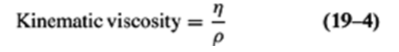 Kinematic viscosity = η/ρ (19–4)